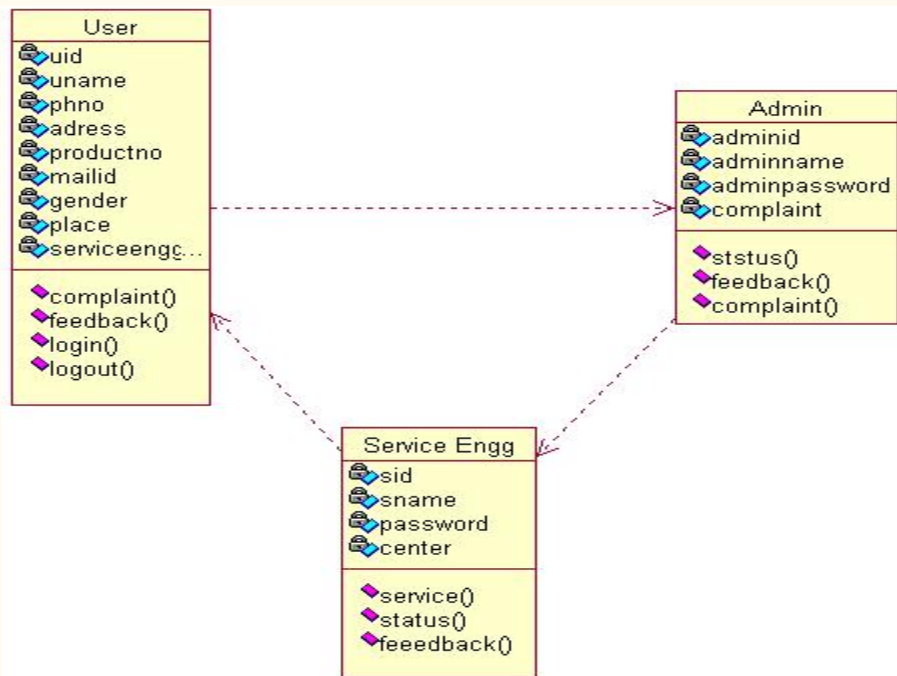 User
uid
uname
phno
adress
productno
mailid
gender
place
serviceengg...
complaint()
feedback()
login()
logout()
Admin
adminid
adminname
adminpassword
complaint
ststus()
feedback()
complaint()
Service Engg
sid
sname
password
center
service()
status()
feeedback()